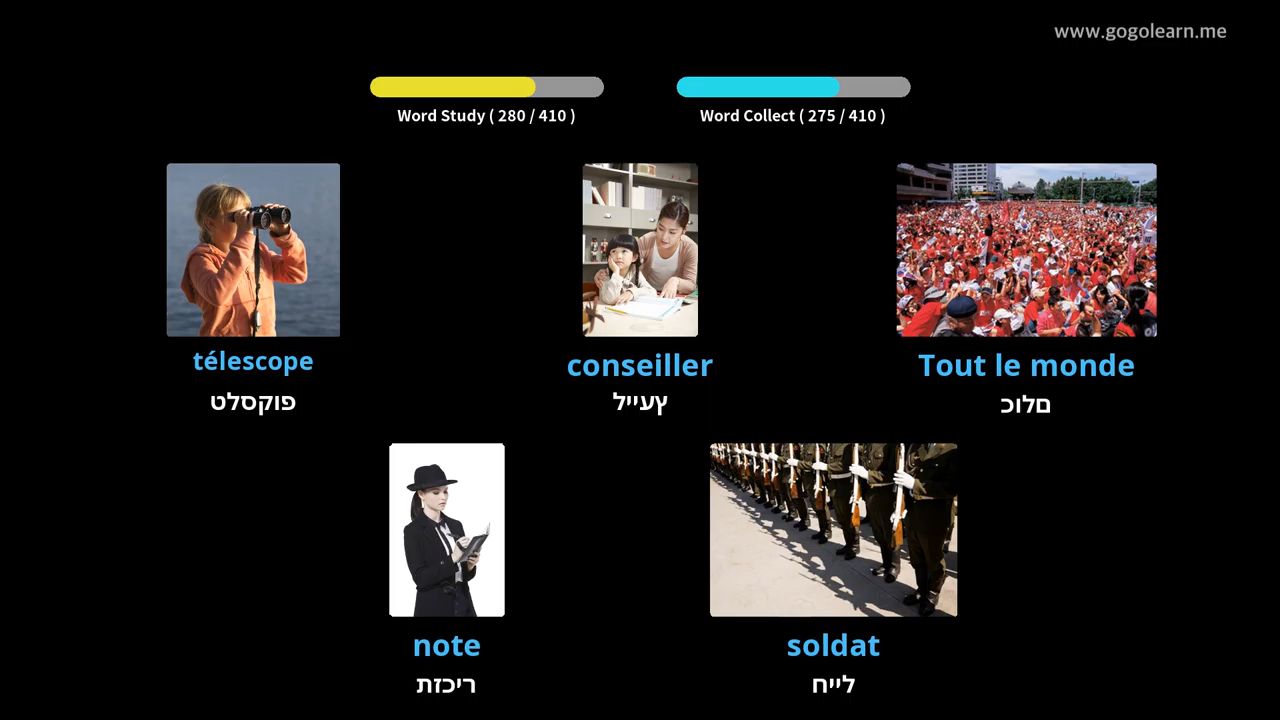 www.gogolearn.me
Word Study ( 280 / 410 )
Word Collect ( 275 / 410 )
télescope
פוקסלט
conseiller
ץעייל
Tout le monde
םלוכ
note
ריכזת
soldat
לייח